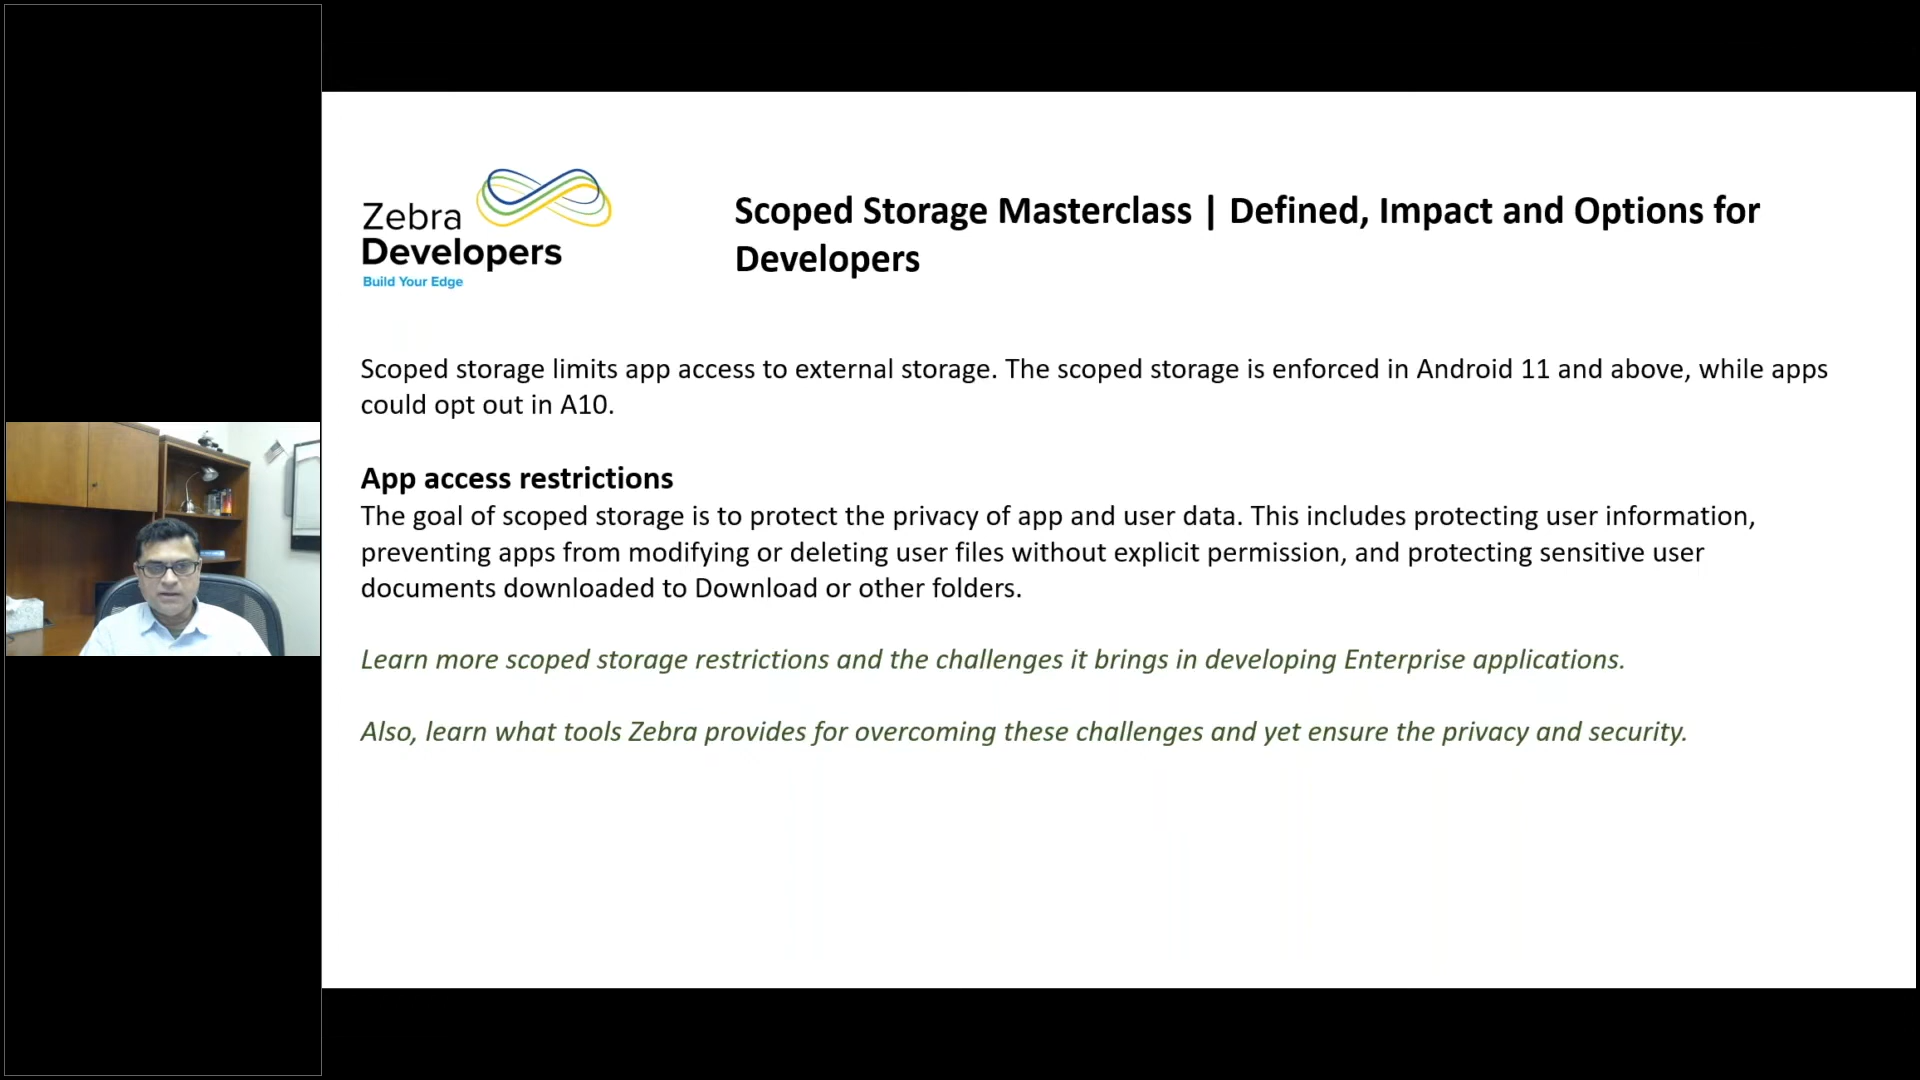 Zebra
Developers
Build Your Edge
Scoped Storage Masterclass | Defined, Impact and Options for
Developers
Scoped storage limits app access to external storage. The scoped storage is enforced in Android 11 and above, while apps
could opt out in A10.
App access restrictions
The goal of scoped storage is to protect the privacy of app and user data. This includes protecting user information,
preventing apps from modifying or deleting user files without explicit permission, and protecting sensitive user
documents downloaded to Download or other folders.
Learn more scoped storage restrictions and the challenges it brings in developing Enterprise applications.
Also, learn what tools Zebra provides for overcoming these challenges and yet ensure the privacy and security.